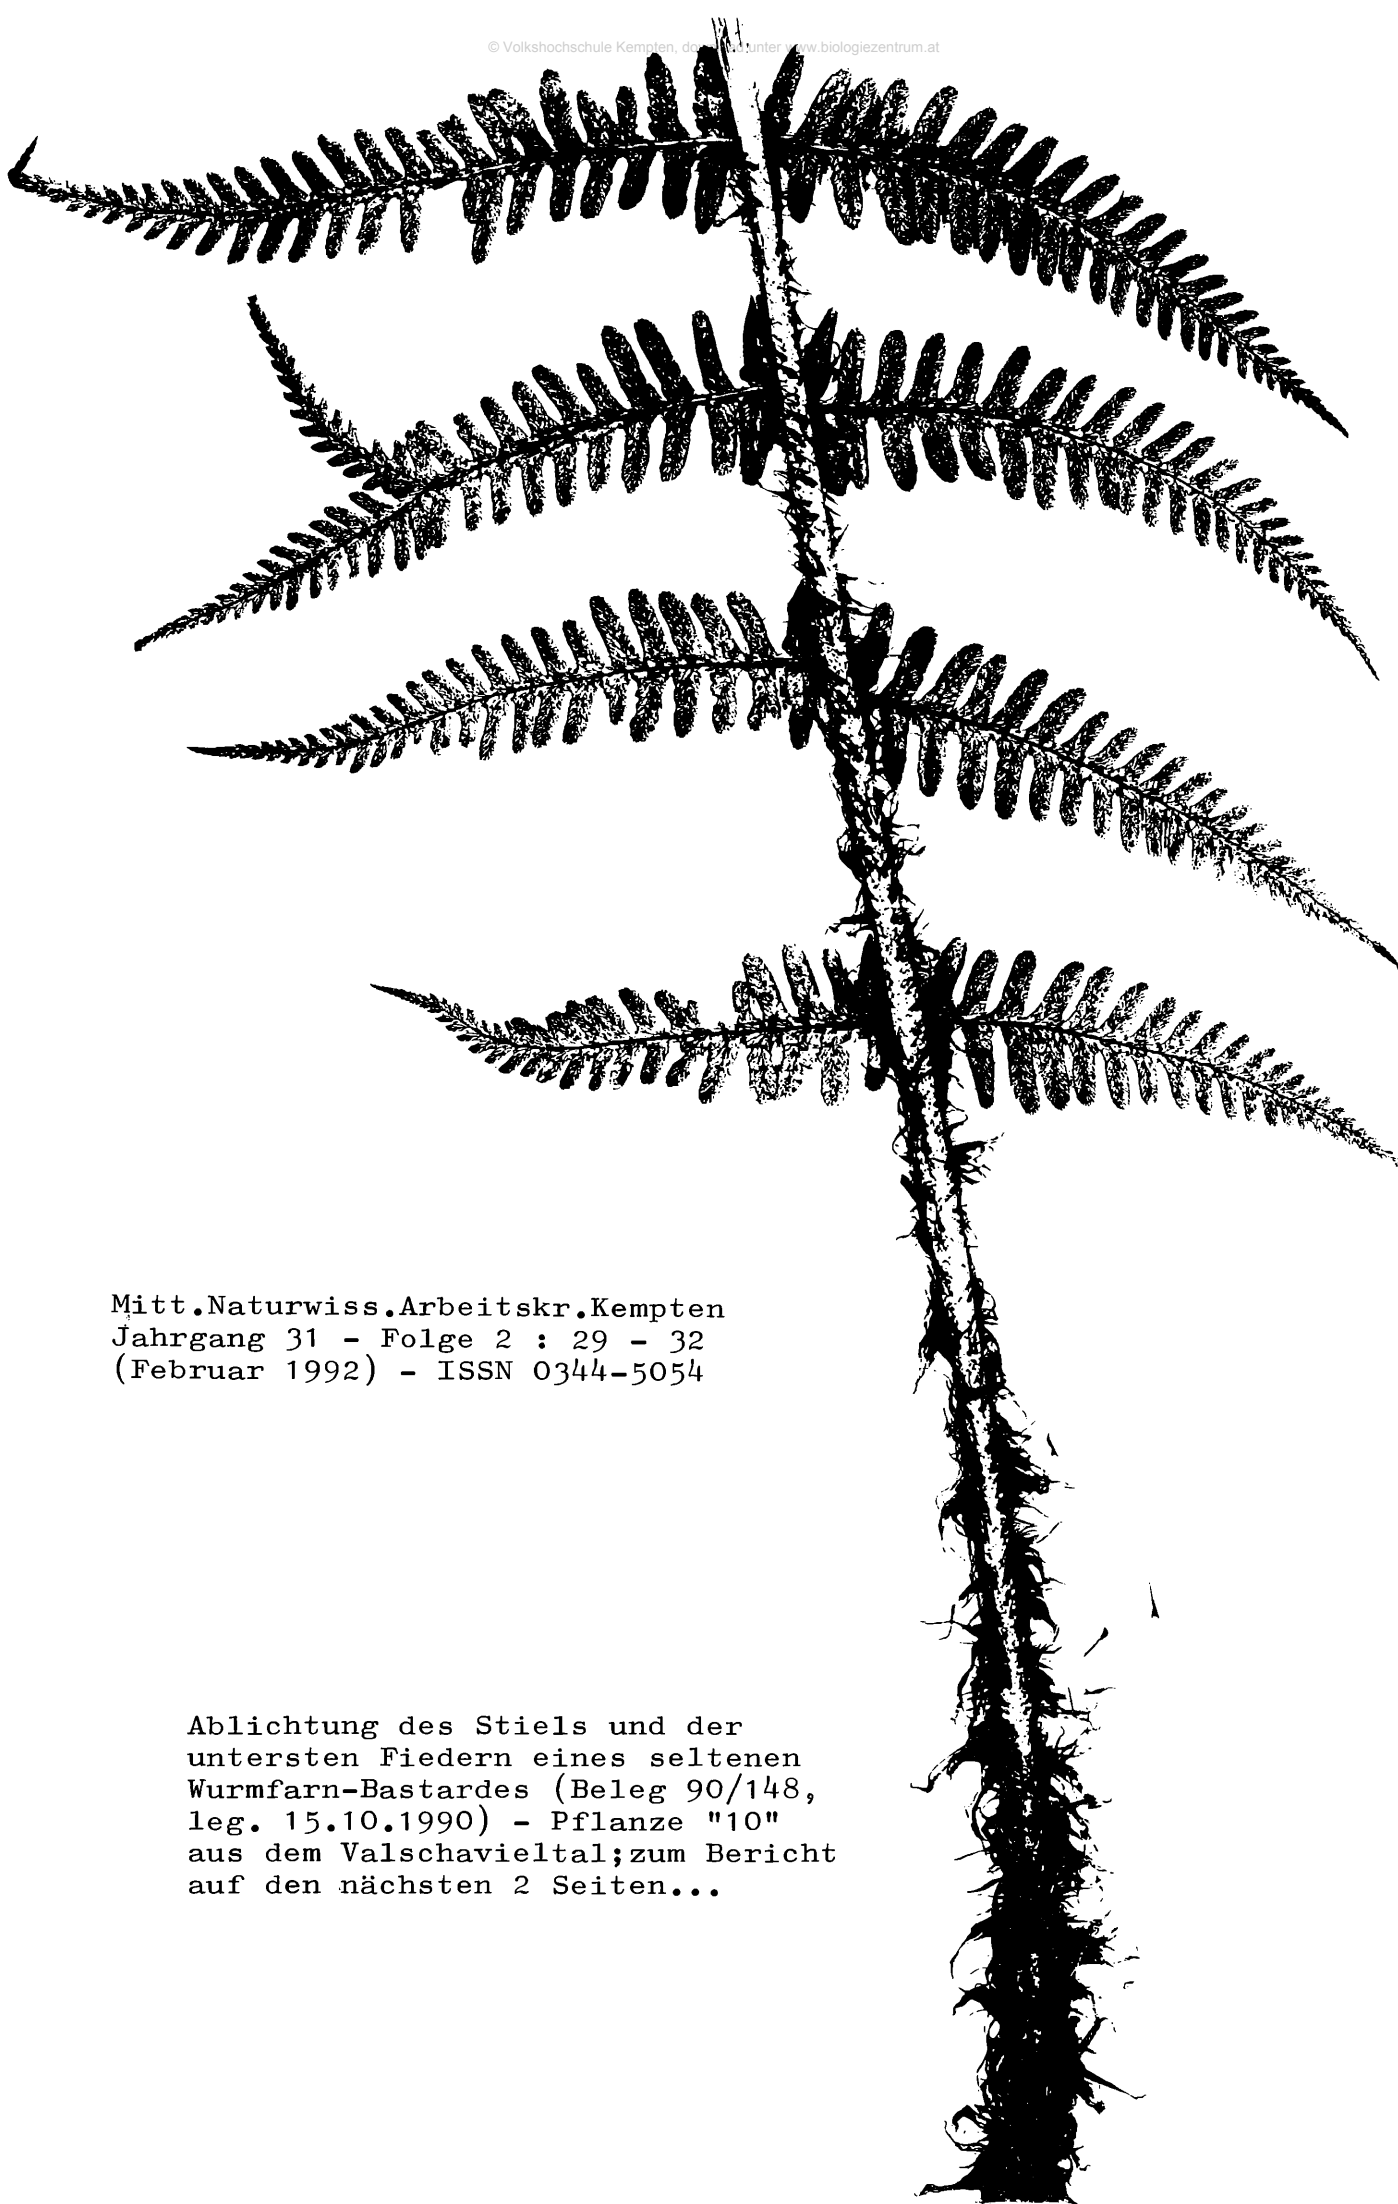 © Volkshochschule Kempten, download unter www.biologiezentrum.at
Mitt.Naturwiss.Arbeitskr.Kempten
Jahrgang 31 - Folge 2 : 29 - 32
(Februar 1992) - ISSN 0344-5054
Ablichtung des Stiels und der
untersten Fiedern eines seltenen
Wurmfarn-Bastardes (Beleg 90/148,
leg. 15.10.1990) - Pflanze "10"
aus dem Valschavieltal;zum Bericht
auf den nächsten 2 Seiten...